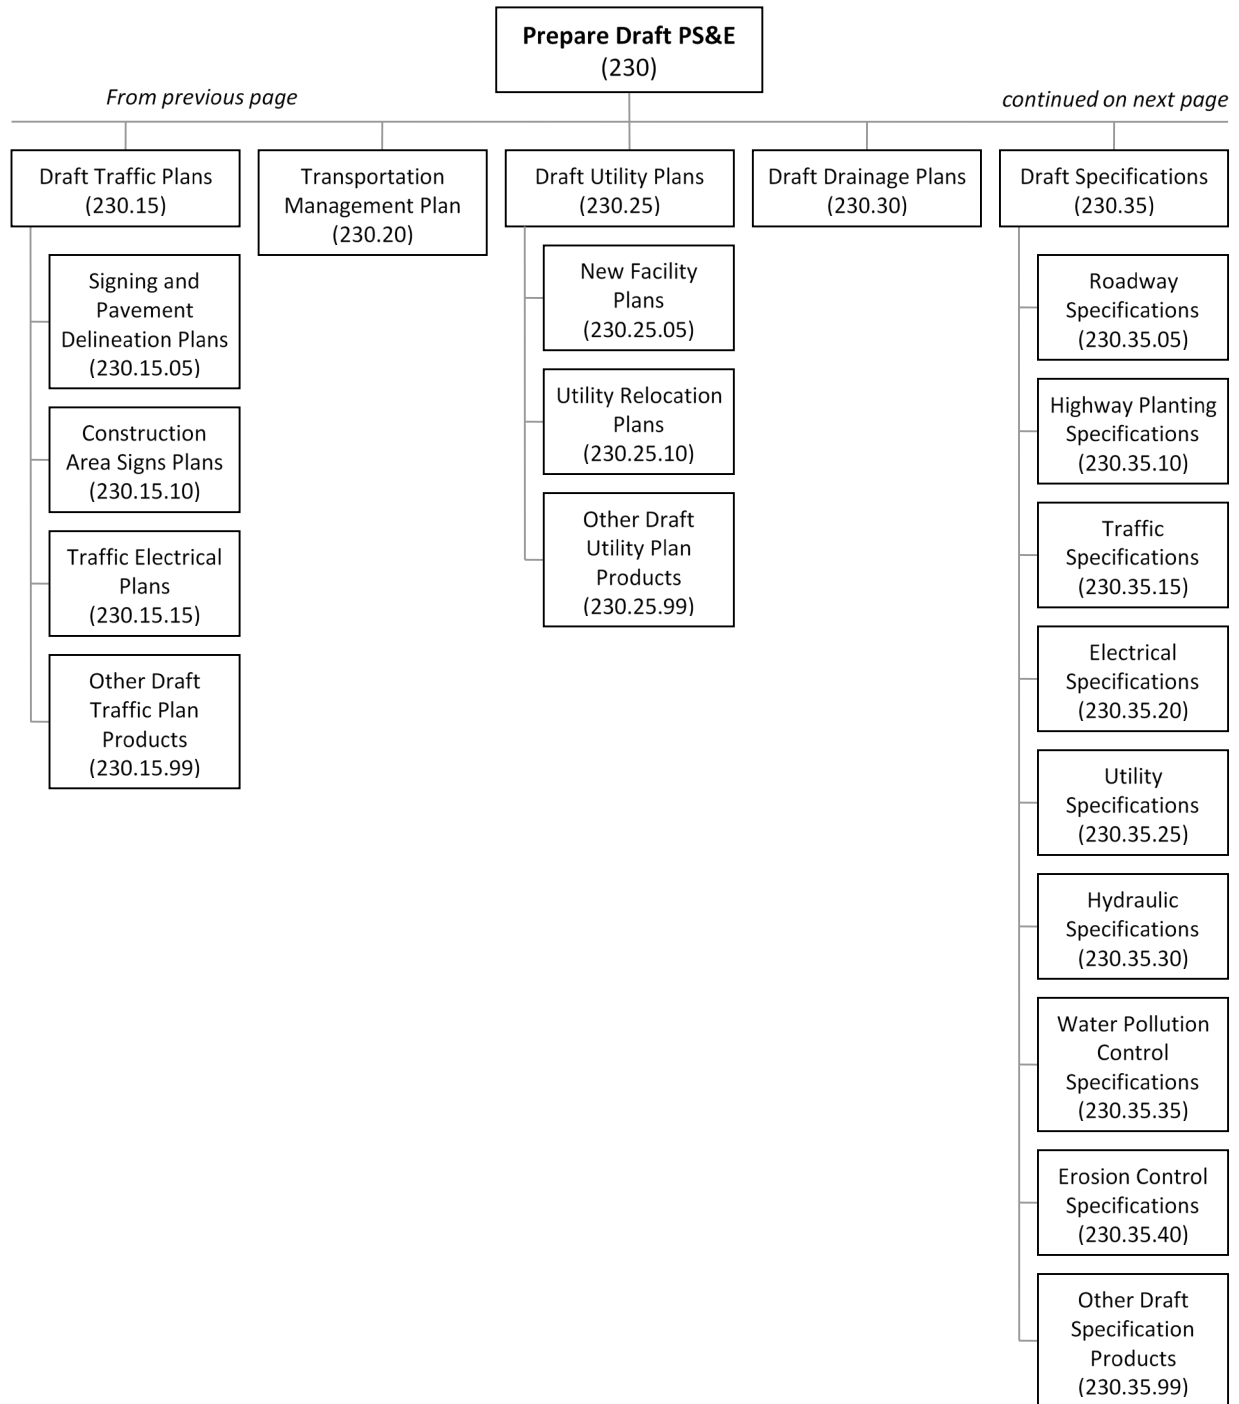 Prepare Draft PS&E
(230)
From previous page
continued on next page
Draft Traffic Plans
(230.15)
Signing and
Pavement
Delineation Plans
(230.15.05)
Construction
Area Signs Plans
(230.15.10)
Traffic Electrical
Plans
(230.15.15)
Other Draft
Traffic Plan
Products
(230.15.99)
Transportation
Management Plan
(230.20)
Draft Utility Plans
(230.25)
New Facility
Plans
(230.25.05)
Utility Relocation
Plans
(230.25.10)
Other Draft
Utility Plan
Products
(230.25.99)
Draft Drainage Plans
(230.30)
Draft Specifications
(230.35)
Roadway
Specifications
(230.35.05)
Highway Planting
Specifications
(230.35.10)
Traffic
Specifications
(230.35.15)
Electrical
Specifications
(230.35.20)
Utility
Specifications
(230.35.25)
Hydraulic
Specifications
(230.35.30)
Water Pollution
Control
Specifications
(230.35.35)
Erosion Control
Specifications
(230.35.40)
Other Draft
Specification
Products
(230.35.99)